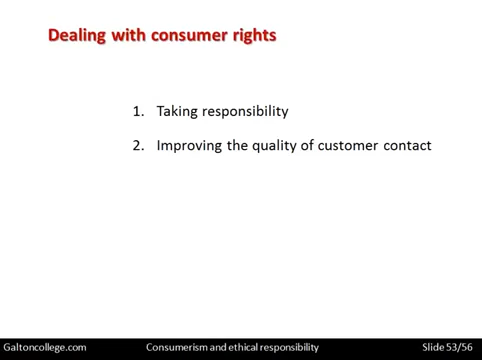 Dealing with consumer rights
1. Taking responsibility
2. Improving the quality of customer contact
Galtoncollege.com Consumerism and ethical responsibility Slide 53/56